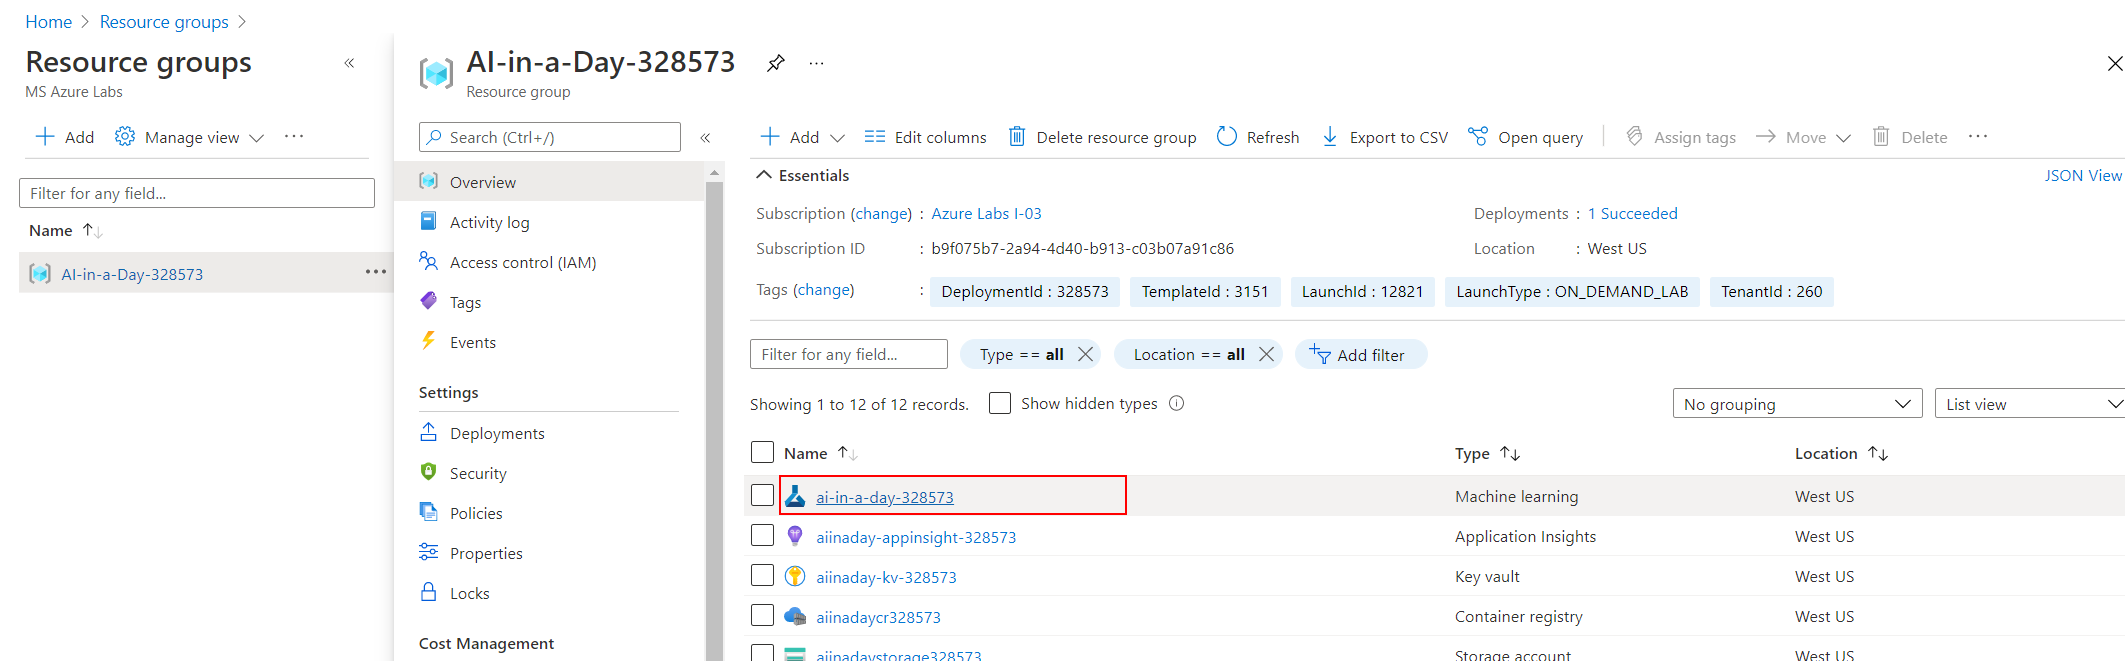 Home > Resource groups >
Resource groups «
MS Azure Labs
Add Manage view ...
Filter for any field...
Name ↑↓
AI-in-a-Day-328573 ...
AI-in-a-Day-328573 ...
Resource group
Search (Ctrl+/) «
Overview
Activity log
Access control (IAM)
Tags
Events
Settings
Deployments
Security
Policies
Properties
Locks
Cost Management
Add Edit columns Delete resource group Refresh Export to CSV Open query Assign tags Move Delete ...
Essentials JSON View
Subscription (change) : Azure Labs I-03 Deployments : 1 Succeeded
Subscription ID : b9f075b7-2a94-4d40-b913-c03b07a91c86 Location : West US
Tags (change) : DeploymentId : 328573 TemplateId : 3151 LaunchId : 12821 LaunchType : ON_DEMAND_LAB TenantId : 260
Filter for any field... Type == all Location == all Add filter
Showing 1 to 12 of 12 records. Show hidden types No grouping List view
Name ↑↓ Type ↑↓ Location ↑↓
ai-in-a-day-328573 Machine learning West US
aiinaday-appinsight-328573 Application Insights West US
aiinaday-kv-328573 Key vault West US
aiinadaycr328573 Container registry West US
aiinadaystorage328573 Storage account West US